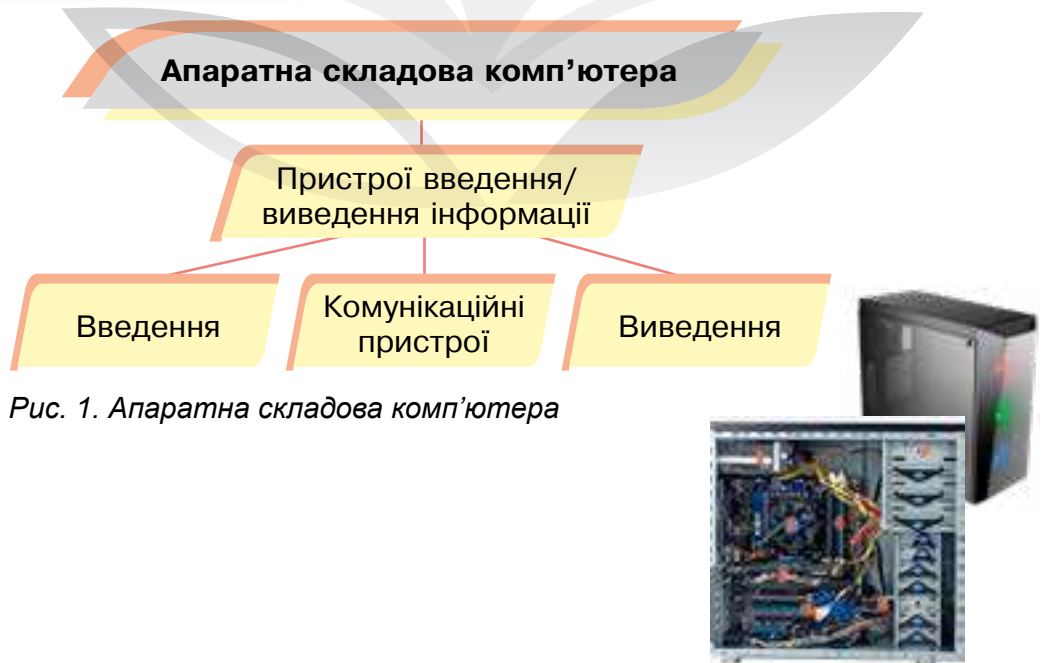 Апаратна складова комп’ютера
Пристрої введення/
виведення інформації
Введення
Комунікаційні
пристрої
Виведення
Рис. 1. Апаратна складова комп’ютера